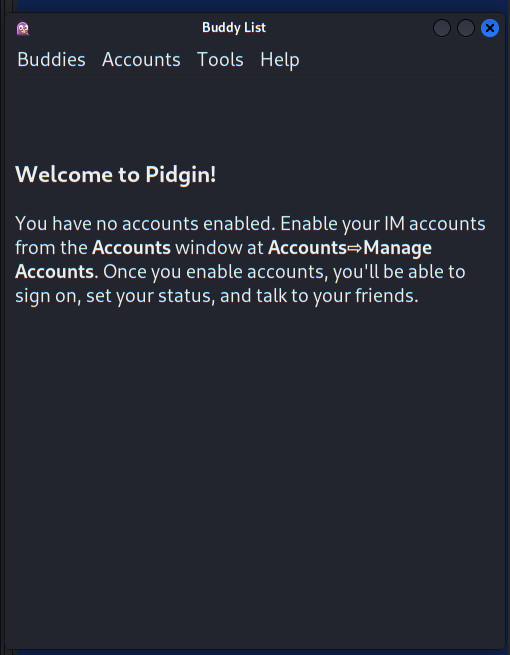 Buddy List
Buddies Accounts Tools Help
Welcome to Pidgin!
You have no accounts enabled. Enable your IM accounts
from the Accounts window at Accounts⇨Manage
Accounts. Once you enable accounts, you'll be able to
sign on, set your status, and talk to your friends.